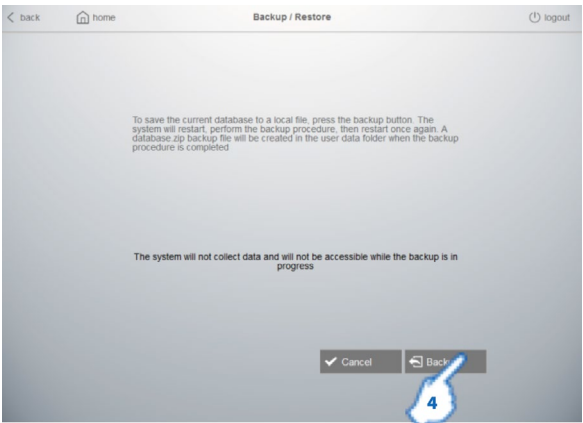 back home Backup / Restore logout
To save the current database to a local file, press the backup button. The
system will restart, perform the backup procedure, then restart once again. A
database.zip backup file will be created in the user data folder when the backup
procedure is completed
The system will not collect data and will not be accessible while the backup is in
progress
Cancel
4